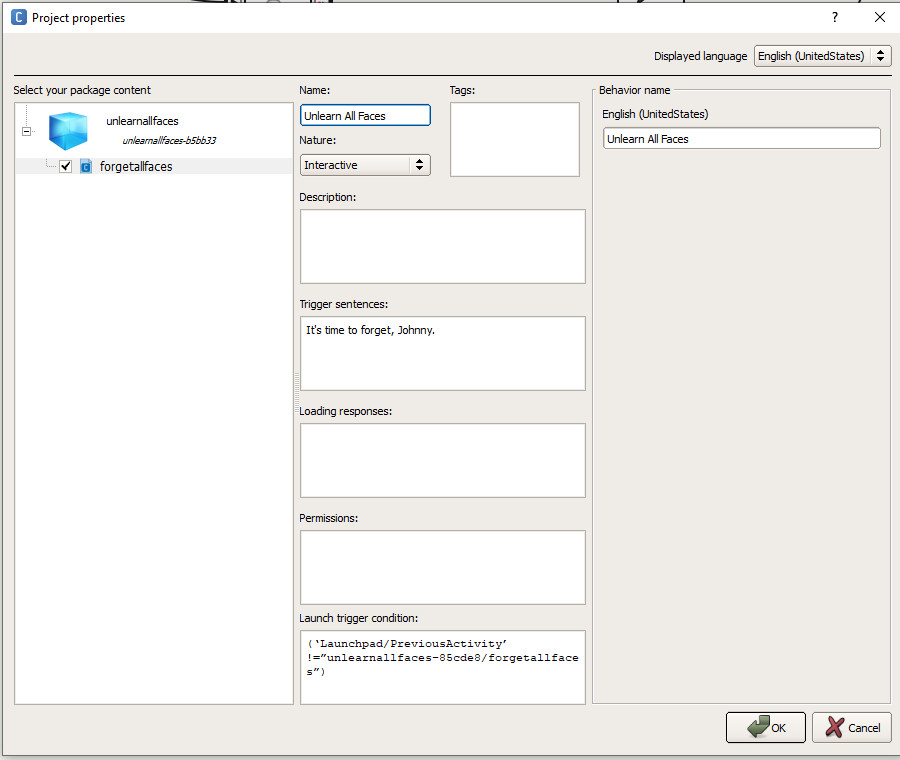 C Project properties ?
Displayed language English (UnitedStates)
Select your package content
unlearnallfaces
unlearnallfaces-b5bb33
forgetallfaces
Name:
Unlearn All Faces
Tags:
Nature:
Interactive
Description:
Trigger sentences:
It's time to forget, Johnny.
Loading responses:
Permissions:
Launch trigger condition:
(‘Launchpad/PreviousActivity’
!=”unlearnallfaces-85cde8/forgetallface
s”)
Behavior name
English (UnitedStates)
Unlearn All Faces
OK
Cancel